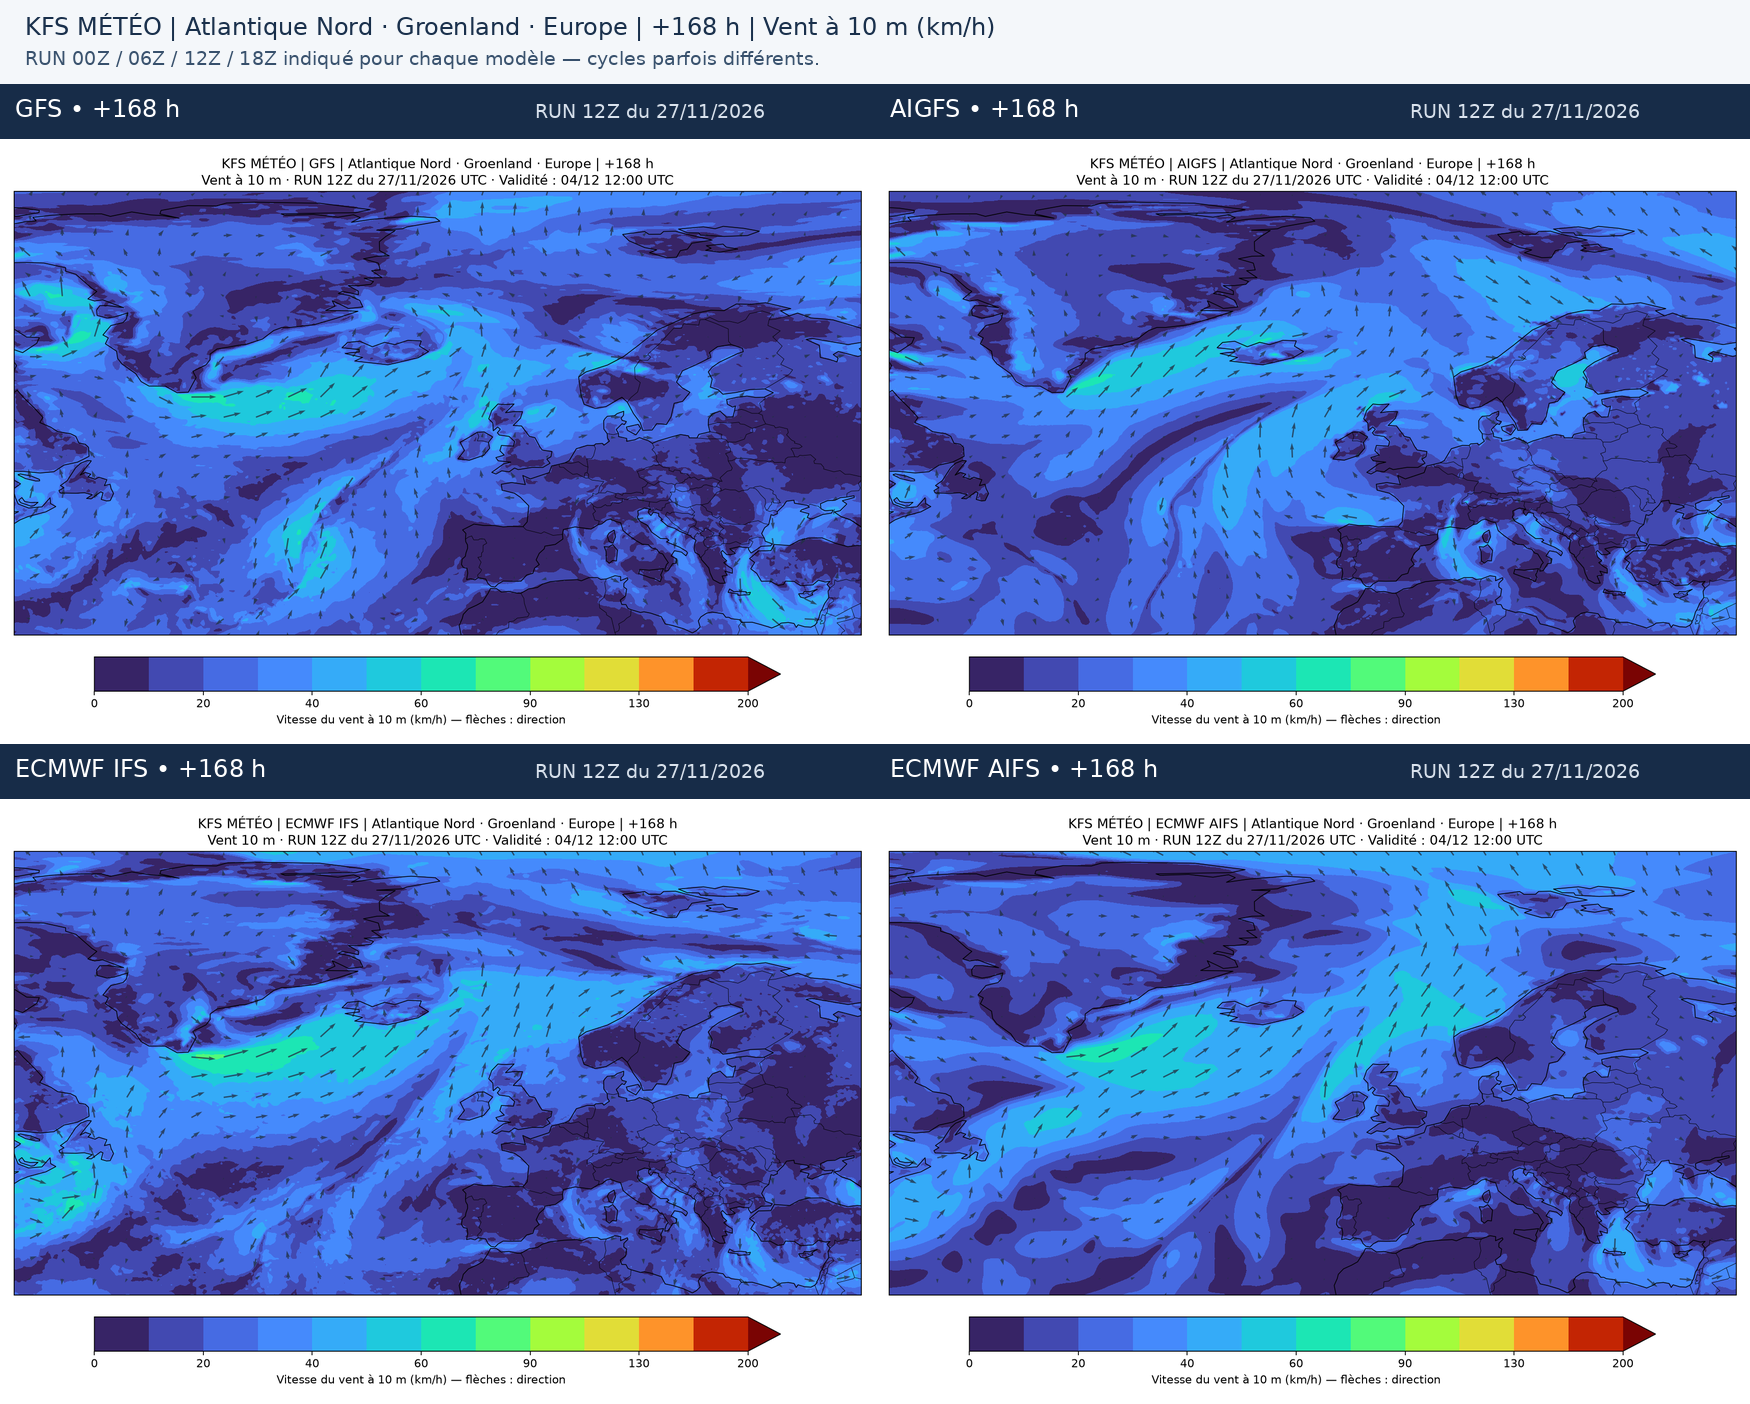 KFS MÉTÉO | Atlantique Nord · Groenland · Europe | +168 h | Vent à 10 m (km/h)
RUN 00Z / 06Z / 12Z / 18Z indiqué pour chaque modèle — cycles parfois différents.
GFS • +168 h RUN 12Z du 27/11/2026
KFS MÉTÉO | GFS | Atlantique Nord · Groenland · Europe | +168 h
Vent à 10 m · RUN 12Z du 27/11/2026 UTC · Validité : 04/12 12:00 UTC
0 20 40 60 90 130 200
Vitesse du vent à 10 m (km/h) — flèches : direction
AIGFS • +168 h RUN 12Z du 27/11/2026
KFS MÉTÉO | AIGFS | Atlantique Nord · Groenland · Europe | +168 h
Vent à 10 m · RUN 12Z du 27/11/2026 UTC · Validité : 04/12 12:00 UTC
0 20 40 60 90 130 200
Vitesse du vent à 10 m (km/h) — flèches : direction
ECMWF IFS • +168 h RUN 12Z du 27/11/2026
KFS MÉTÉO | ECMWF IFS | Atlantique Nord · Groenland · Europe | +168 h
Vent 10 m · RUN 12Z du 27/11/2026 UTC · Validité : 04/12 12:00 UTC
0 20 40 60 90 130 200
Vitesse du vent à 10 m (km/h) — flèches : direction
ECMWF AIFS • +168 h RUN 12Z du 27/11/2026
KFS MÉTÉO | ECMWF AIFS | Atlantique Nord · Groenland · Europe | +168 h
Vent 10 m · RUN 12Z du 27/11/2026 UTC · Validité : 04/12 12:00 UTC
0 20 40 60 90 130 200
Vitesse du vent à 10 m (km/h) — flèches : direction